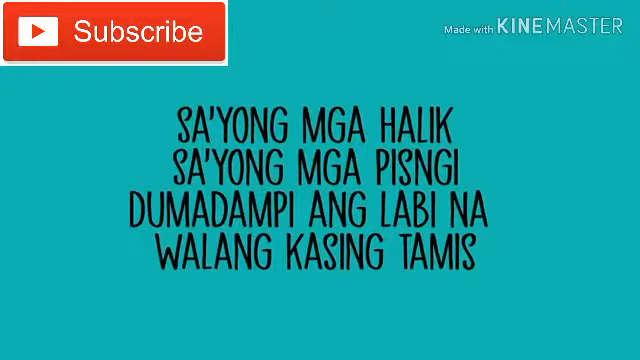 Subscribe
Made with KINEMASTER
SA'YONG MGA HALIK
SA'YONG MGA PISNGI
DUMADAMPI ANG LABI NA
WALANG KASING TAMIS